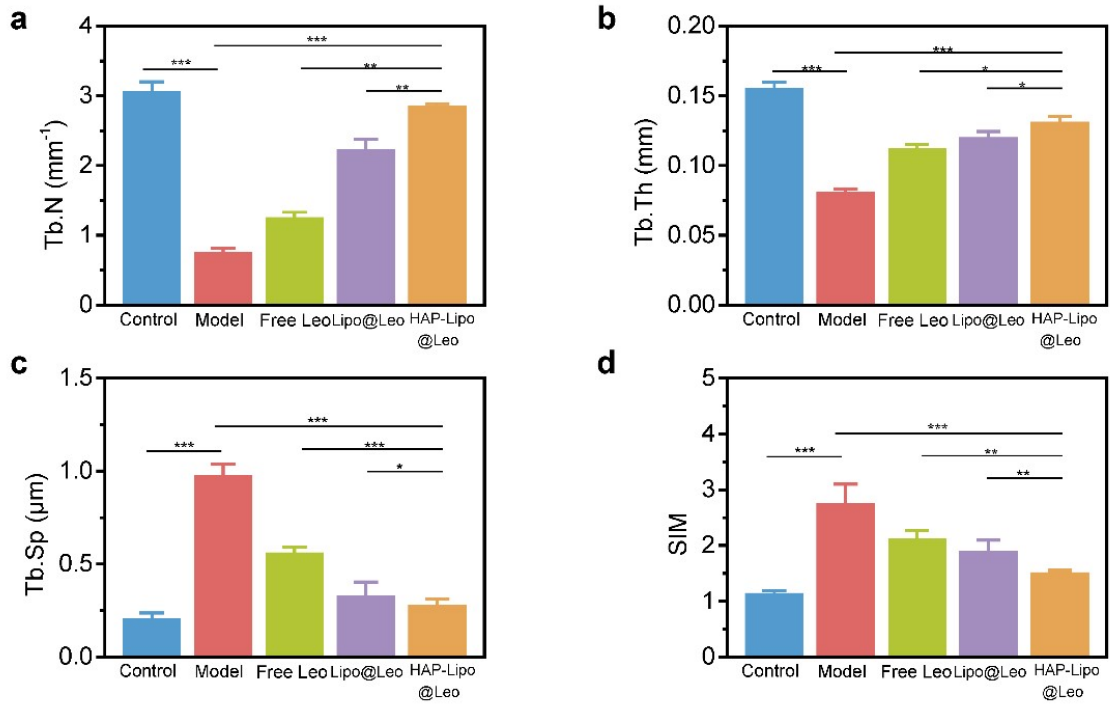 a
Tb.N (mm⁻¹)
4
3
2
1
0
***
***
**
**
Control Model Free Leo Lipo@Leo HAP-Lipo
@Leo
b
Tb.Th (mm)
0.20
0.15
0.10
0.05
0.00
***
***
*
*
Control Model Free Leo Lipo@Leo HAP-Lipo
@Leo
c
Tb.Sp (μm)
1.5
1.0
0.5
0.0
***
***
***
*
Control Model Free Leo Lipo@Leo HAP-Lipo
@Leo
d
SIM
5
4
3
2
1
0
***
***
**
**
Control Model Free Leo Lipo@Leo HAP-Lipo
@Leo